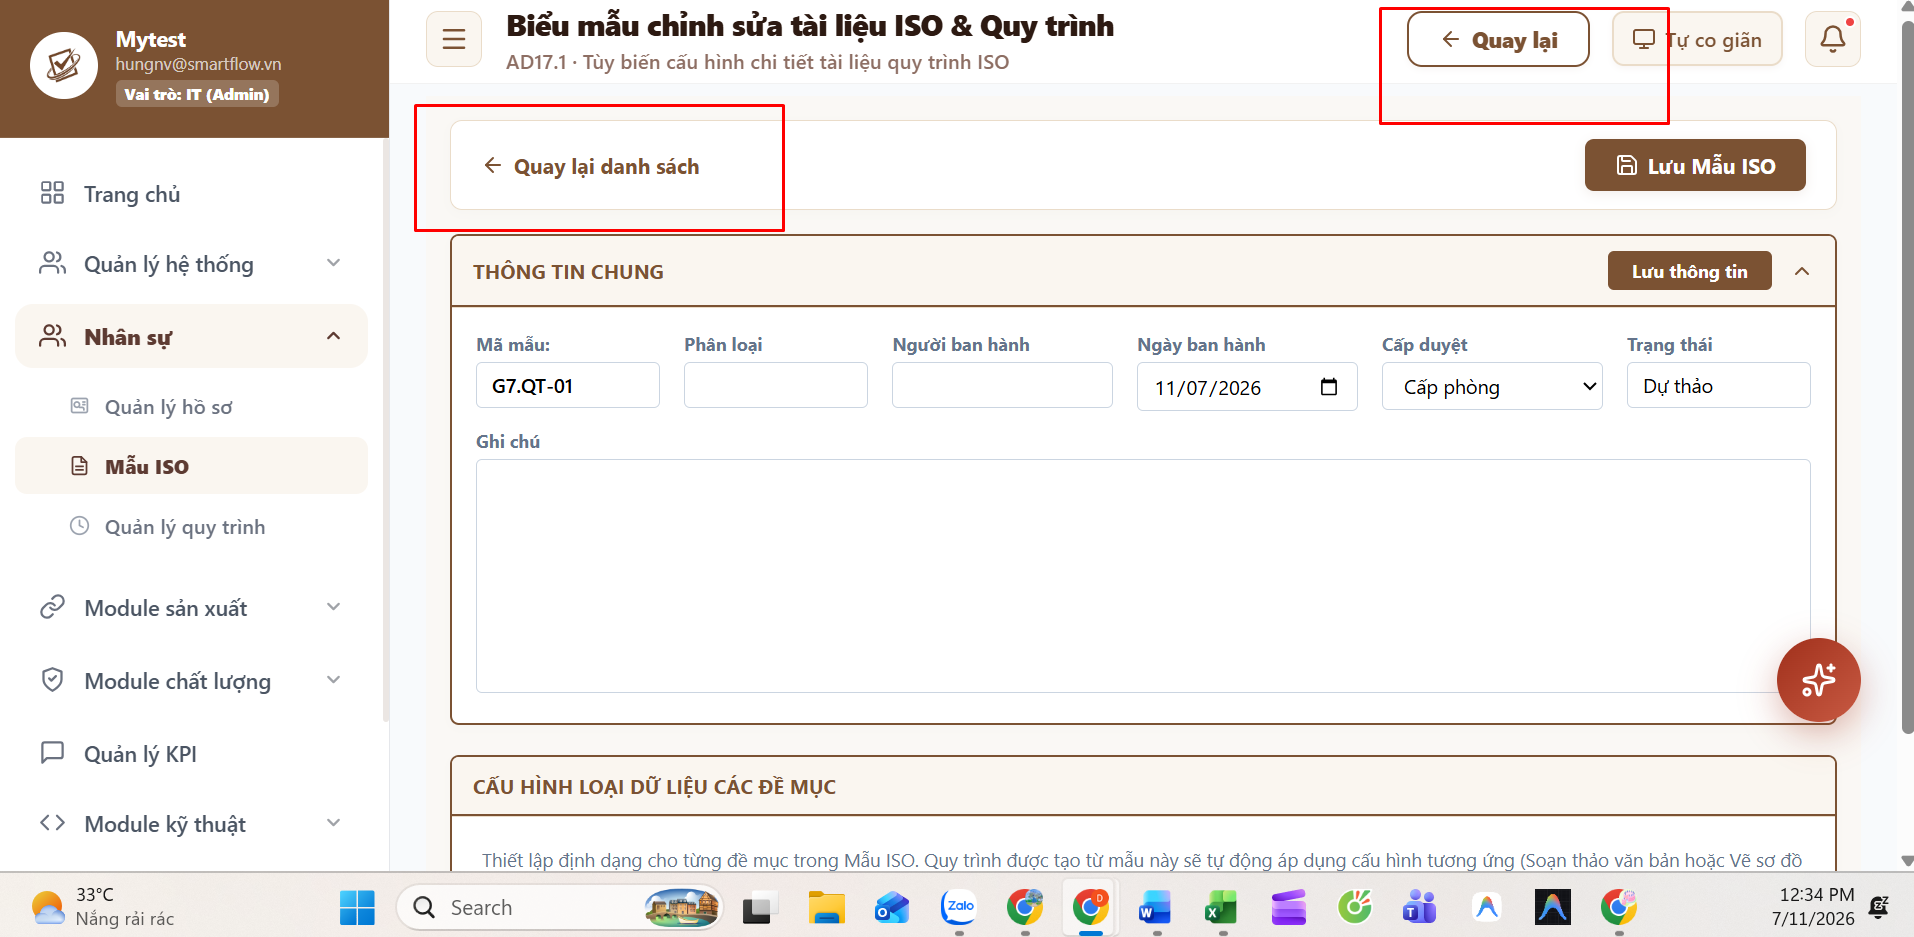 Mytest
hungnv@smartflow.vn
Vai trò: IT (Admin)
Trang chủ
Quản lý hệ thống
Nhân sự
Quản lý hồ sơ
Mẫu ISO
Quản lý quy trình
Module sản xuất
Module chất lượng
Quản lý KPI
Module kỹ thuật
Biểu mẫu chỉnh sửa tài liệu ISO & Quy trình
AD17.1 · Tùy biến cấu hình chi tiết tài liệu quy trình ISO
Quay lại
Tự co giãn
Quay lại danh sách
Lưu Mẫu ISO
THÔNG TIN CHUNG
Lưu thông tin
Mã mẫu:
Phân loại
Người ban hành
Ngày ban hành
Cấp duyệt
Trạng thái
G7.QT-01
11/07/2026
Cấp phòng
Dự thảo
Ghi chú
CẤU HÌNH LOẠI DỮ LIỆU CÁC ĐỀ MỤC
Thiết lập định dạng cho từng đề mục trong Mẫu ISO. Quy trình được tạo từ mẫu này sẽ tự động áp dụng cấu hình tương ứng (Soạn thảo văn bản hoặc Vẽ sơ đồ
33°C
Nắng rải rác
Search
Zalo
12:34 PM
7/11/2026